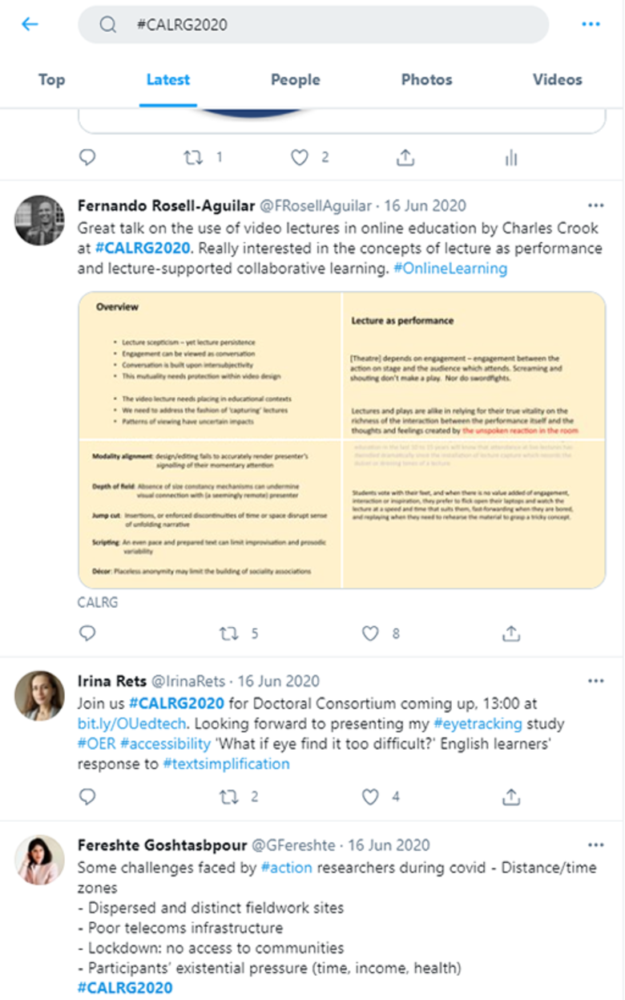 #CALRG2020
Top Latest People Photos Videos
1 2
Fernando Rosell-Aguilar @FRosellAguilar · 16 Jun 2020
Great talk on the use of video lectures in online education by Charles Crook
at #CALRG2020. Really interested in the concepts of lecture as performance
and lecture-supported collaborative learning. #OnlineLearning
Overview
• Lecture scepticism – yet lecture persistence
• Engagement can be viewed as conversation
• Conversation is built upon intersubjectivity
• This mutuality needs protection within video design
• The video lecture needs placing in educational contexts
• We need to address the fashion of 'capturing' lectures
• Patterns of viewing have uncertain impacts
Lecture as performance
[Theatre] depends on engagement – engagement between the
action on stage and the audience which attends. Screaming and
shouting don't make a play. Nor do swordfights.
Lectures and plays are alike in relying for their true vitality on the
richness of the interaction between the performance itself and the
thoughts and feelings created by the unspoken reaction in the room
Modality alignment: design/editing fails to accurately render presenter's
signalling of their momentary attention
Depth of field: Absence of size constancy mechanisms can undermine
visual connection with (a seemingly remote) presenter
Jump cut: Insertions, or enforced discontinuities of time or space disrupt sense
of unfolding narrative
Scripting: An even pace and prepared text can limit improvisation and prosodic
variability
Décor: Placeless anonymity may limit the building of sociality associations
education in the last 10 to 15 years will know that attendance at live lectures has
Students vote with their feet, and when there is no value added of engagement,
interaction or inspiration, they prefer to flick open their laptops and watch the
lecture at a speed and time that suits them, fast-forwarding when they are bored,
and replaying when they need to rehearse the material to grasp a tricky concept.
CALRG
5 8
Irina Rets @IrinaRets · 16 Jun 2020
Join us #CALRG2020 for Doctoral Consortium coming up, 13:00 at
bit.ly/OUedtech. Looking forward to presenting my #eyetracking study
#OER #accessibility 'What if eye find it too difficult?' English learners'
response to #textsimplification
2 4
Fereshte Goshtasbpour @GFereshte · 16 Jun 2020
Some challenges faced by #action researchers during covid - Distance/time
zones
- Dispersed and distinct fieldwork sites
- Poor telecoms infrastructure
- Lockdown: no access to communities
- Participants' existential pressure (time, income, health)
#CALRG2020